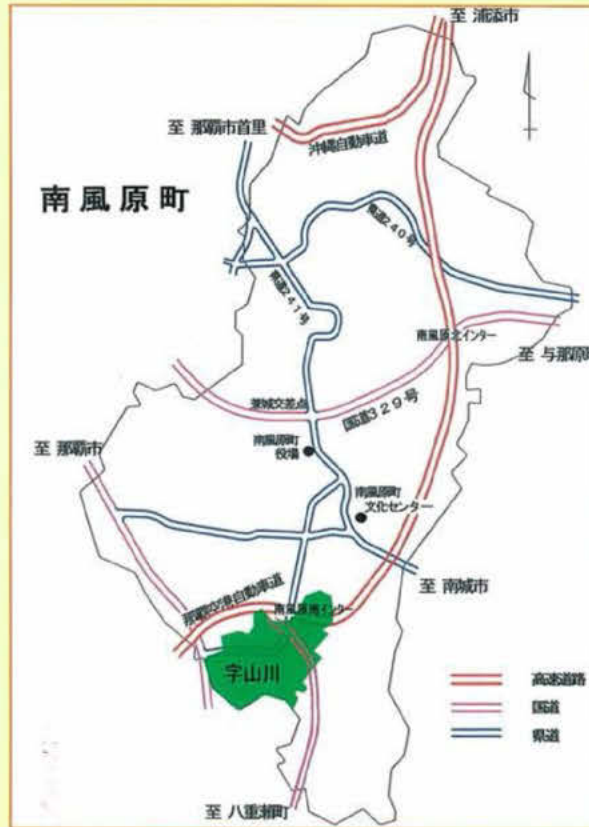 至 浦添市
至 那覇市首里
沖縄自動車道
南風原町
県道240号
県道241号
南風原北インター
至 与那原
兼城交差点
国道329号
至 那覇市
南風原町
役場
南風原町
文化センター
至 南城市
那覇空港自動車道
南風原南インター
字山川
高速道路
国道
県道
至 八重瀬町